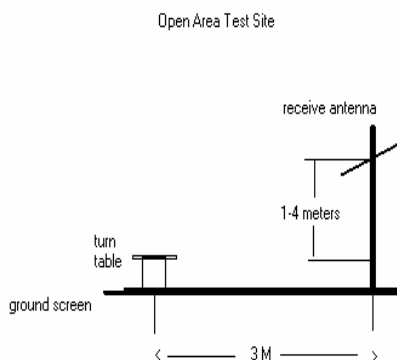 Open Area Test Site
receive antenna
1-4 meters
turn
table
ground screen
3 M